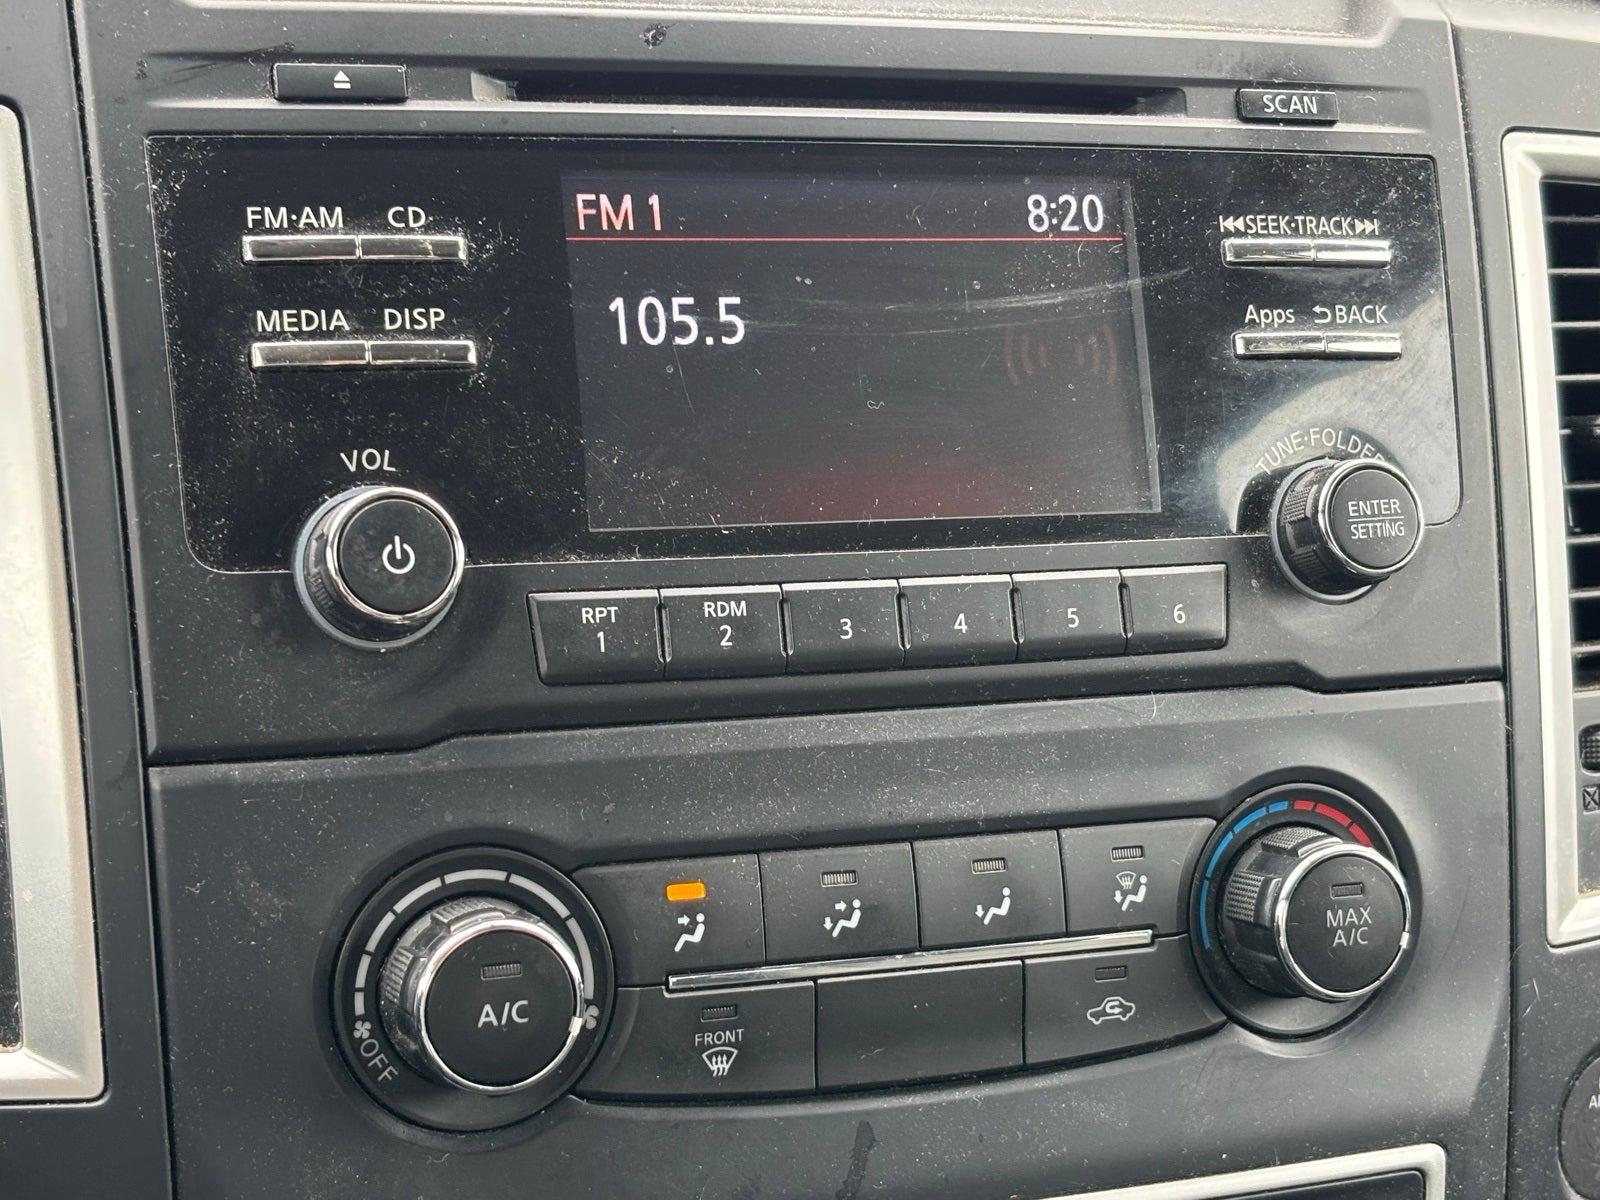 SCAN
FM·AM CD
FM 1 8:20
SEEK·TRACK
MEDIA DISP
105.5
Apps BACK
VOL
TUNE·FOLDER
ENTER
SETTING
RPT
1
RDM
2
3
4
5
6
MAX
A/C
A/C
OFF
FRONT